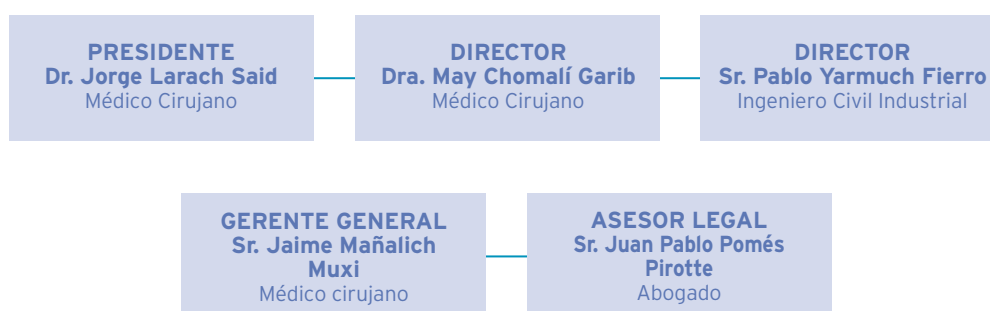 PRESIDENTE
Dr. Jorge Larach Said
Médico Cirujano
DIRECTOR
Dra. May Chomalí Garib
Médico Cirujano
DIRECTOR
Sr. Pablo Yarmuch Fierro
Ingeniero Civil Industrial
GERENTE GENERAL
Sr. Jaime Mañalich
Muxi
Médico cirujano
ASESOR LEGAL
Sr. Juan Pablo Pomés
Pirotte
Abogado